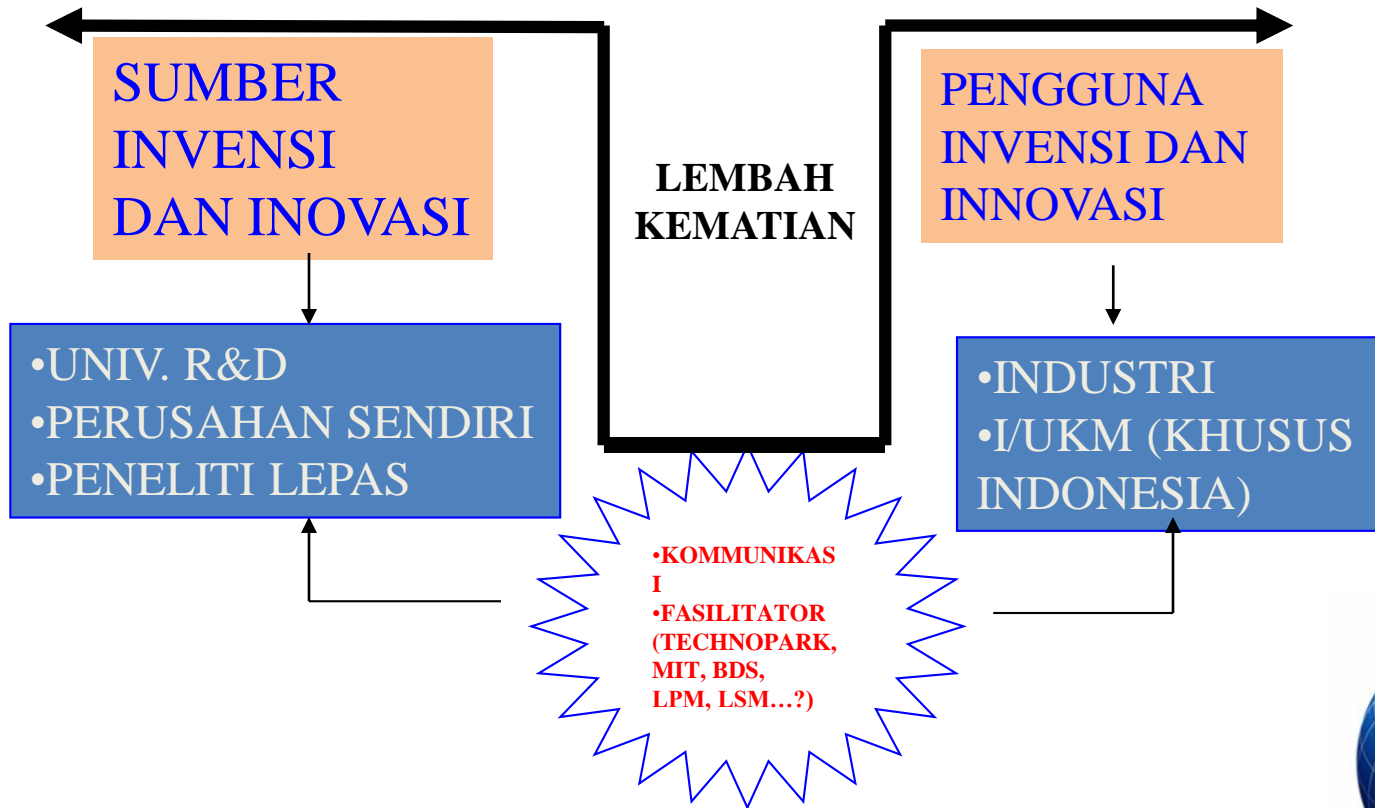 SUMBER
INVENSI
DAN INOVASI
LEMBAH
KEMATIAN
PENGGUNA
INVENSI DAN
INNOVASI
•UNIV. R&D
•PERUSAHAN SENDIRI
•PENELITI LEPAS
•INDUSTRI
•I/UKM (KHUSUS
INDONESIA)
•KOMMUNIKAS
I
•FASILITATOR
(TECHNOPARK,
MIT, BDS,
LPM, LSM…?)